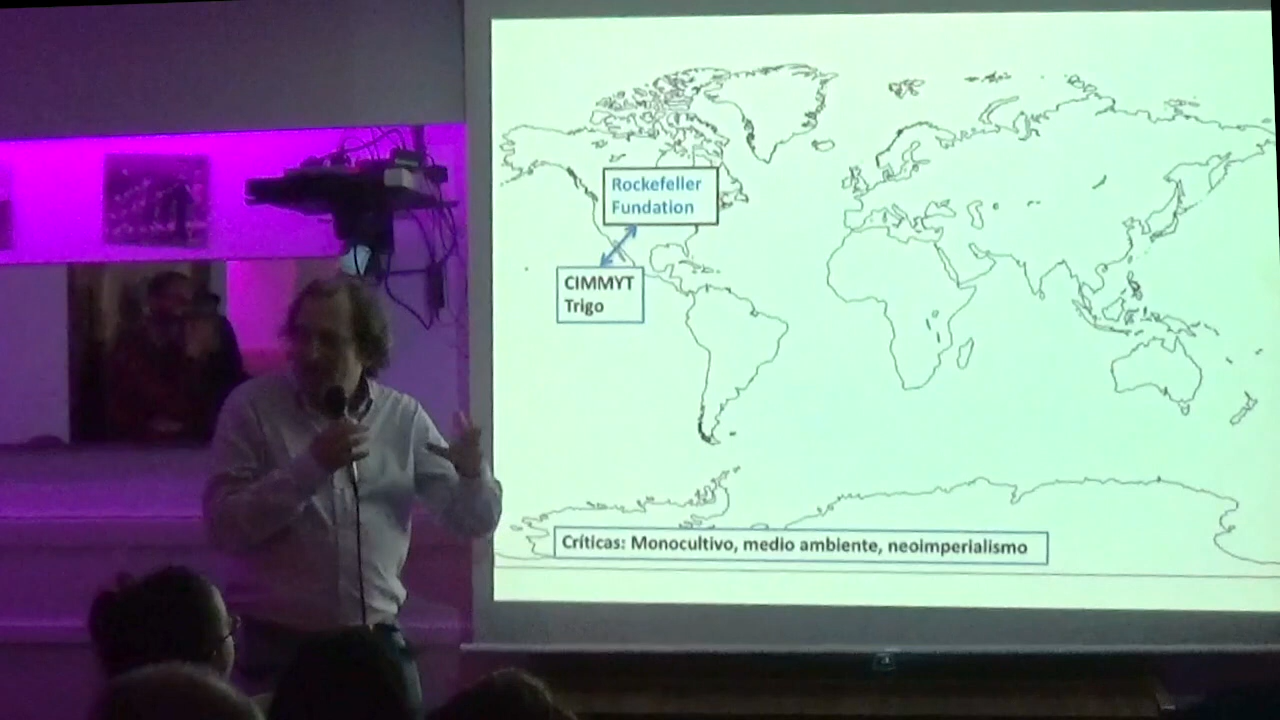 Rockefeller
Fundation
CIMMYT
Trigo
Críticas: Monocultivo, medio ambiente, neoimperialismo